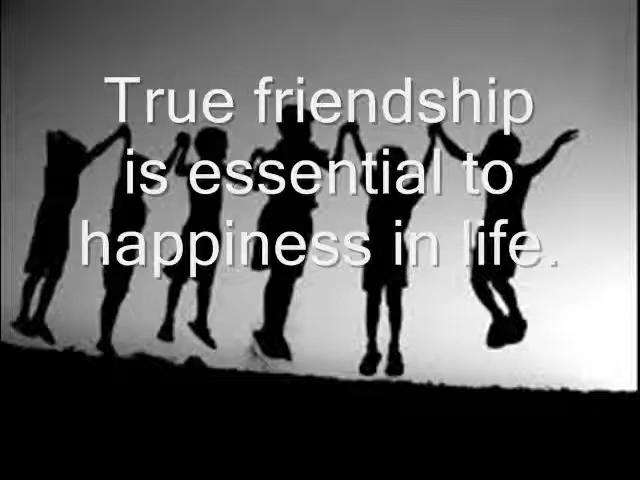 True friendship
is essential to
happiness in life.